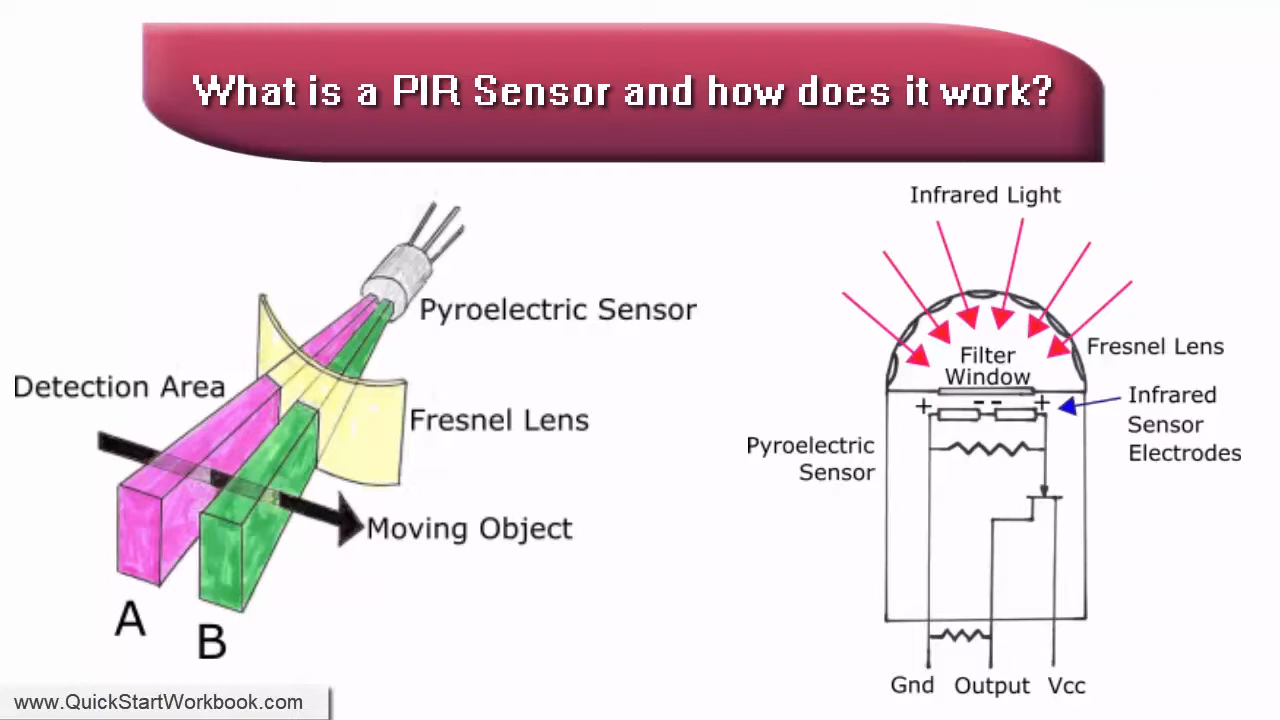 What is a PIR Sensor and how does it work?
Pyroelectric Sensor
Detection Area
Fresnel Lens
Moving Object
A
B
Infrared Light
Fresnel Lens
Filter
Window
+
- -
+
Infrared
Sensor
Electrodes
Pyroelectric
Sensor
Gnd Output Vcc
www.QuickStartWorkbook.com